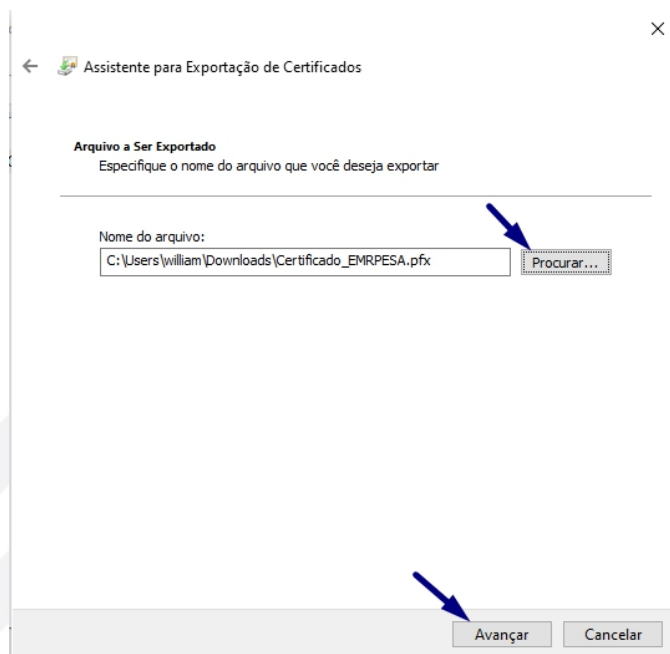 Assistente para Exportação de Certificados
Arquivo a Ser Exportado
Especifique o nome do arquivo que você deseja exportar
Nome do arquivo:
C:\Users\william\Downloads\Certificado_EMRPESA.pfx
Procurar...
Avançar
Cancelar